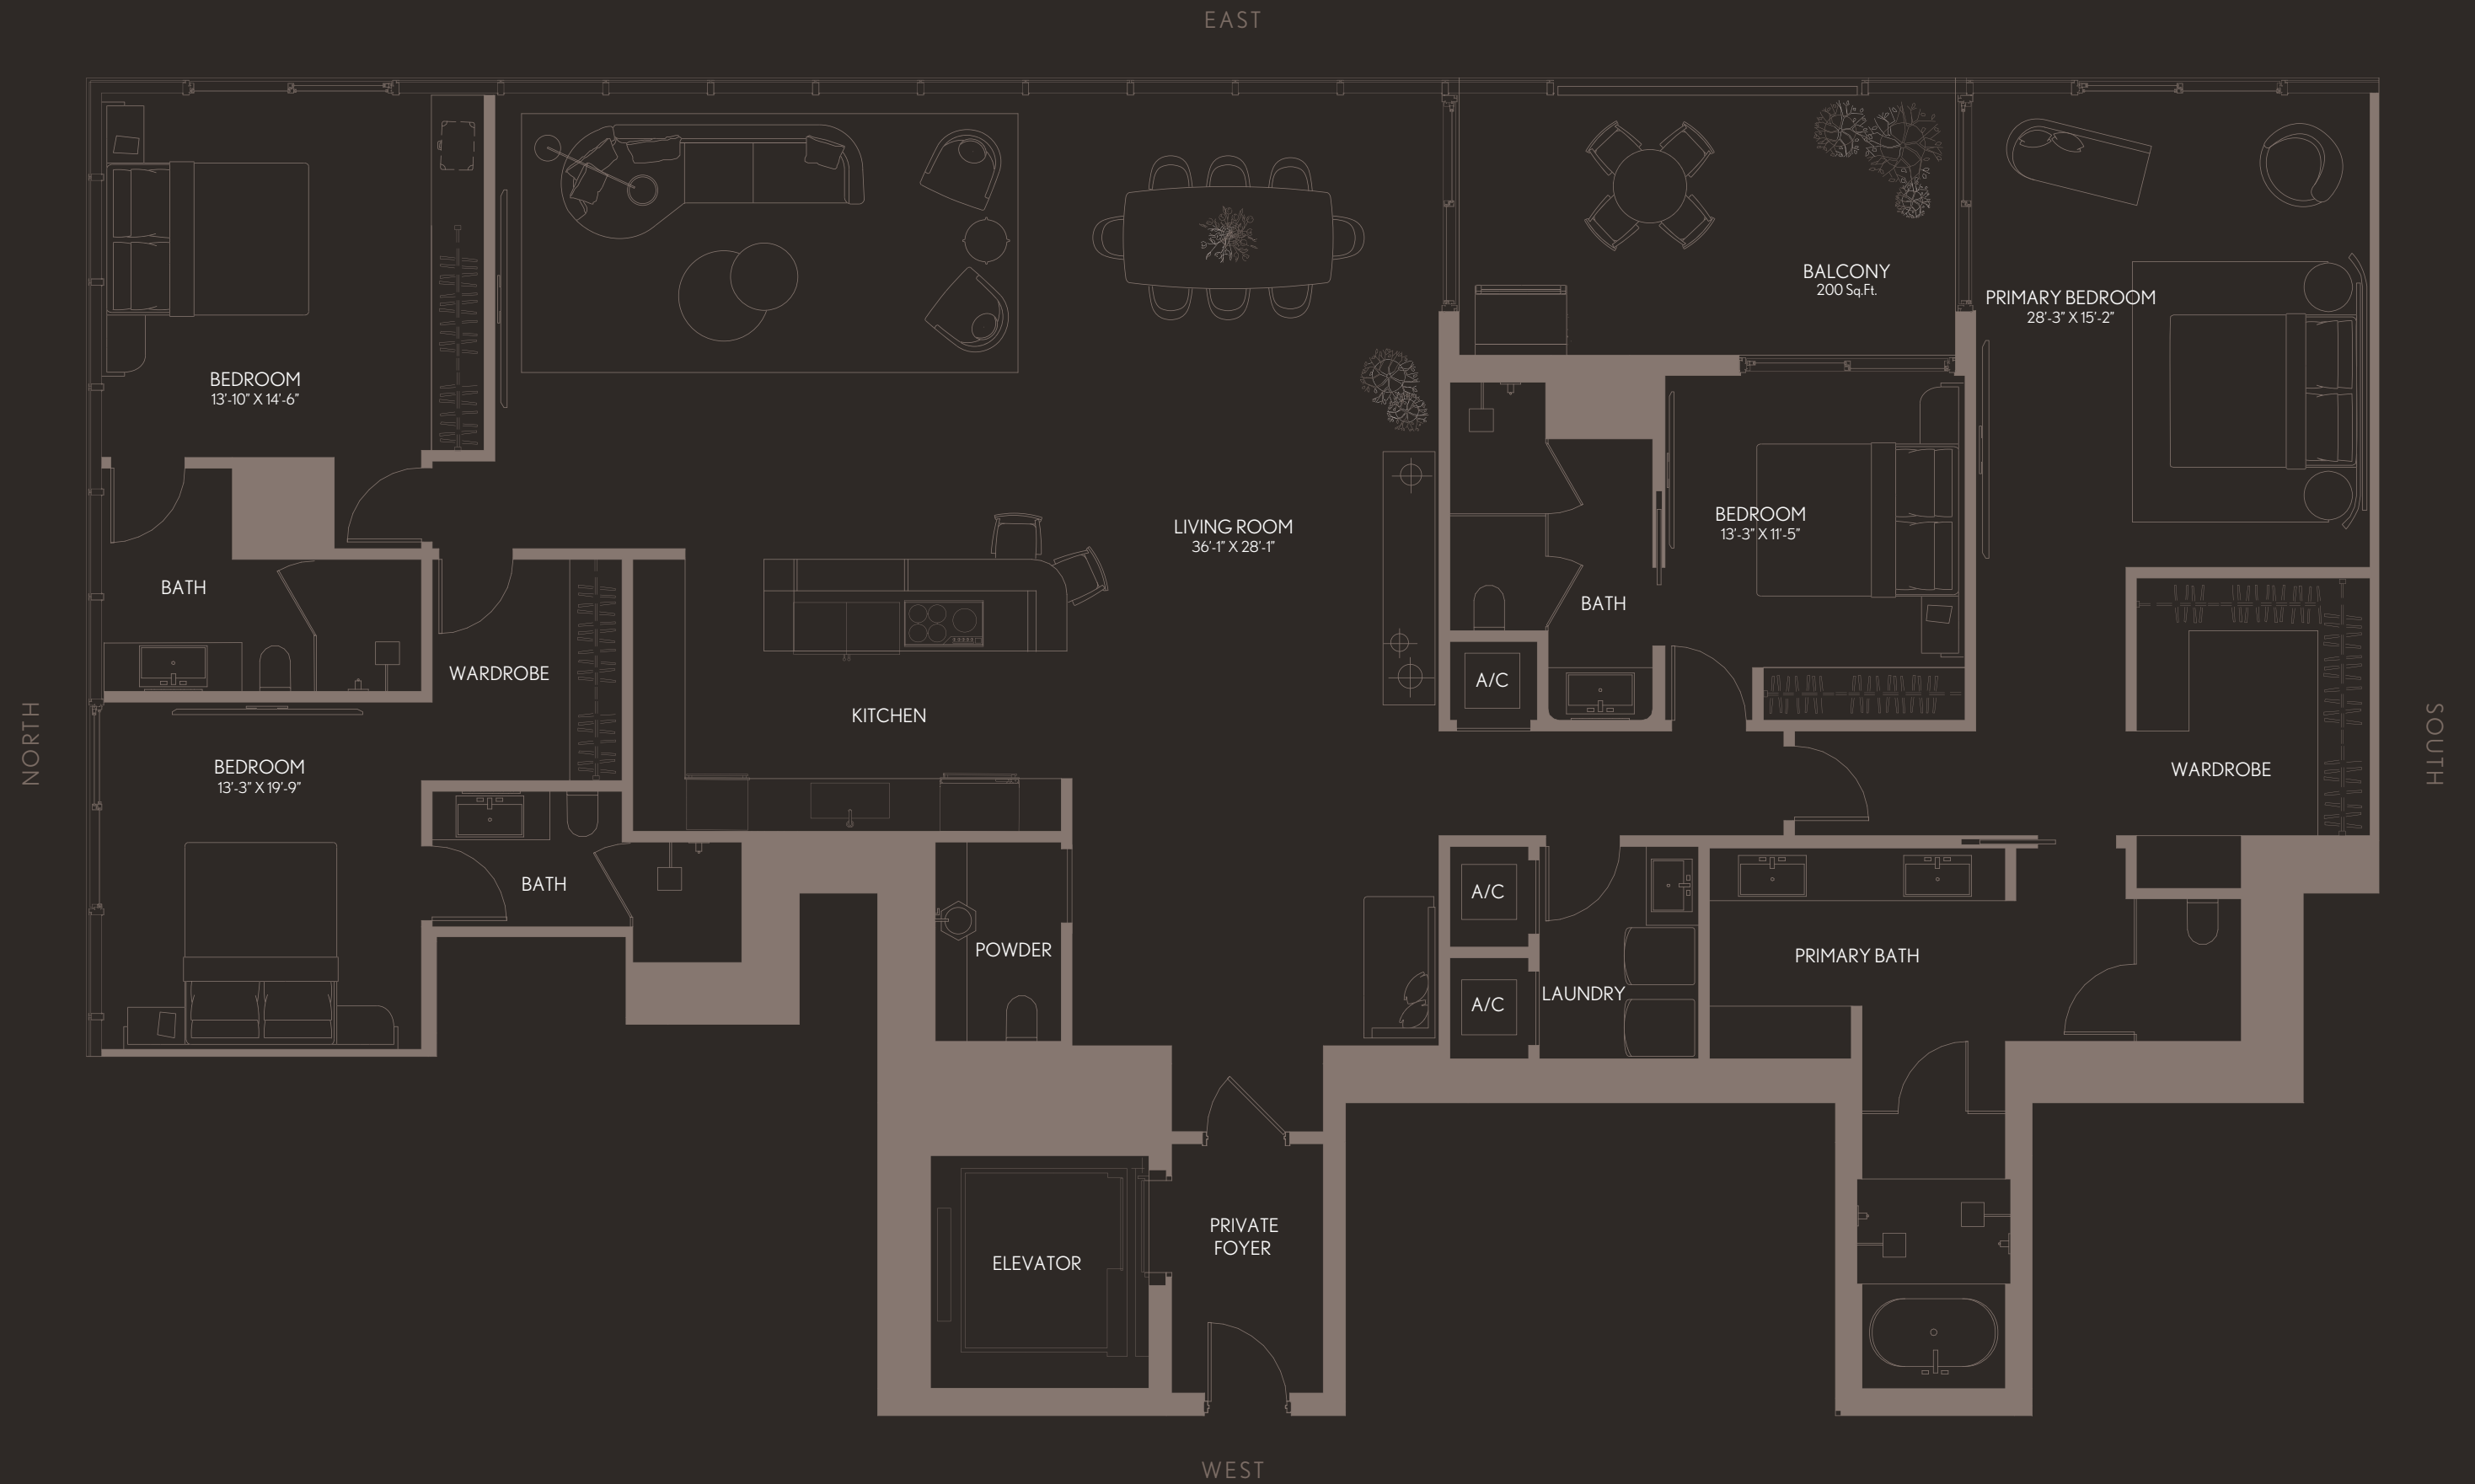 EAST
BALCONY
200 Sq.Ft.
PRIMARY BEDROOM
28'-3" X 15'-2"
BEDROOM
13'-10" X 14'-6"
LIVING ROOM
36'-1" X 28'-1"
BEDROOM
13'-3" X 11'-5"
BATH
BATH
WARDROBE
A/C
KITCHEN
NORTH
SOUTH
BEDROOM
13'-3" X 19'-9"
WARDROBE
BATH
A/C
POWDER
PRIMARY BATH
LAUNDRY
A/C
PRIVATE
FOYER
ELEVATOR
WEST